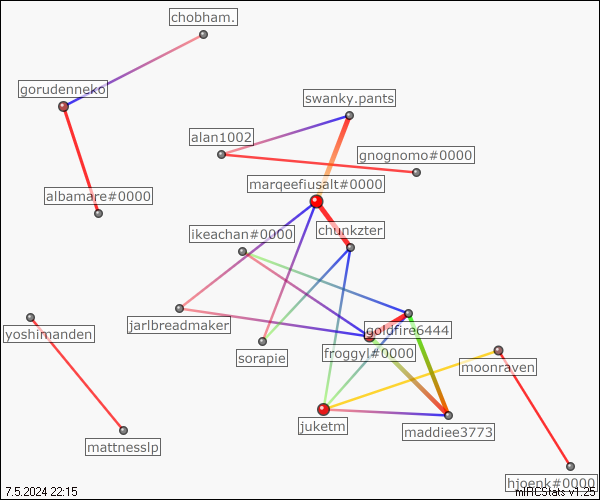 chobham.
gorudenneko
swanky.pants
alan1002
gnognomo#0000
marqeefiusalt#0000
albamare#0000
ikeachan#0000
chunkzter
jarlbreadmaker
goldfire6444
yoshimanden
sorapie
froggyl#0000
moonraven
juketm
maddiee3773
mattnesslp
hjoenk#0000
7.5.2024 22:15
mIRCStats v1.25